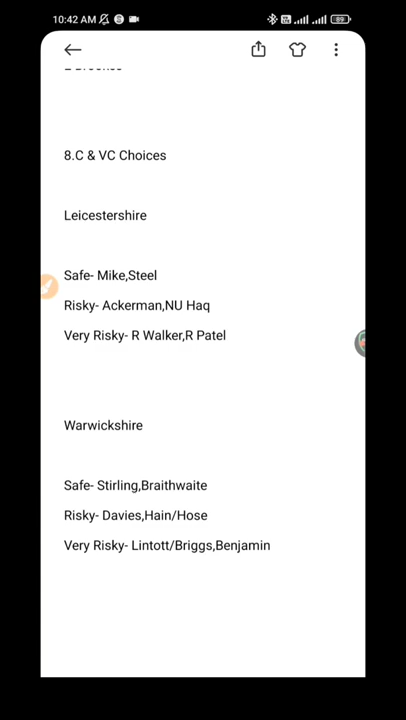 10:42 AM
89
8.C & VC Choices
Leicestershire
Safe- Mike,Steel
Risky- Ackerman,NU Haq
Very Risky- R Walker,R Patel
Warwickshire
Safe- Stirling,Braithwaite
Risky- Davies,Hain/Hose
Very Risky- Lintott/Briggs,Benjamin